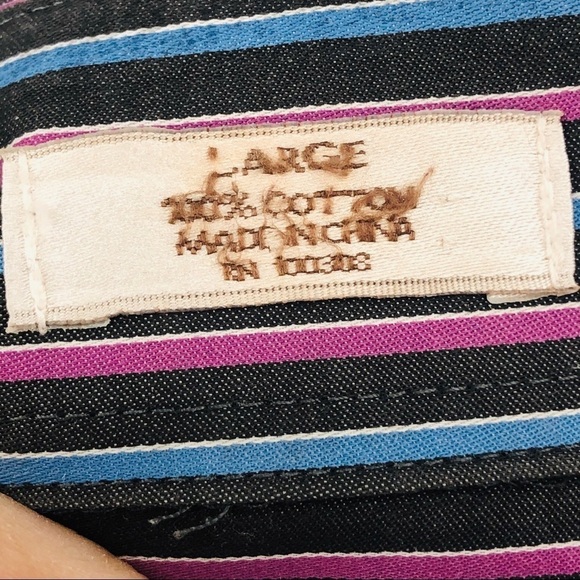 LARGE
100% COTTON
MADE IN CHINA
RN 100308